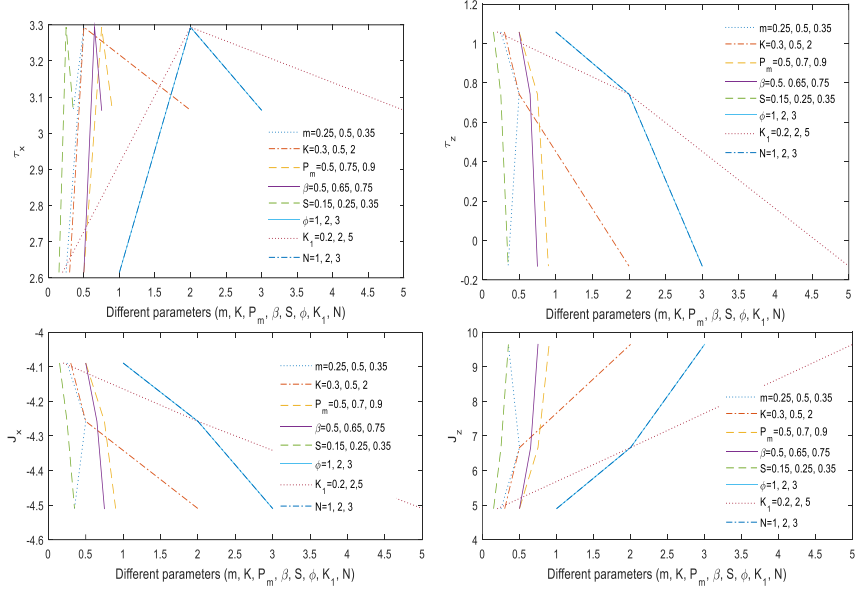 3.3
3.2
3.1
3
2.9
2.8
2.7
2.6
τx
0 0.5 1 1.5 2 2.5 3 3.5 4 4.5 5
Different parameters (m, K, Pm, β, S, ϕ, K1, N)
m=0.25, 0.5, 0.35
K=0.3, 0.5, 2
Pm=0.5, 0.75, 0.9
β=0.5, 0.65, 0.75
S=0.15, 0.25, 0.35
ϕ=1, 2, 3
K1=0.2, 2, 5
N=1, 2, 3
1.2
1
0.8
0.6
0.4
0.2
0
-0.2
τz
0 0.5 1 1.5 2 2.5 3 3.5 4 4.5 5
Different parameters (m, K, Pm, β, S, ϕ, K1, N)
m=0.25, 0.5, 0.35
K=0.3, 0.5, 2
Pm=0.5, 0.7, 0.9
β=0.5, 0.65, 0.75
S=0.15, 0.25, 0.35
ϕ=1, 2, 3
K1=0.2, 2, 5
N=1, 2, 3
-4
-4.1
-4.2
-4.3
-4.4
-4.5
-4.6
Jx
0 0.5 1 1.5 2 2.5 3 3.5 4 4.5 5
Different parameters (m, K, Pm, β, S, ϕ, K1, N)
m=0.25, 0.5, 0.35
K=0.3, 0.5, 2
Pm=0.5, 0.7, 0.9
β=0.5, 0.65, 0.75
S=0.15, 0.25, 0.35
ϕ=1, 2, 3
K1=0.2, 2, 5
N=1, 2, 3
10
9
8
7
6
5
4
Jz
0 0.5 1 1.5 2 2.5 3 3.5 4 4.5 5
Different parameters (m, K, Pm, β, S, ϕ, K1, N)
m=0.25, 0.5, 0.35
K=0.3, 0.5, 2
Pm=0.5, 0.7, 0.9
β=0.5, 0.65, 0.75
S=0.15, 0.25, 0.35
ϕ=1, 2, 3
K1=0.2, 2, 5
N=1, 2, 3